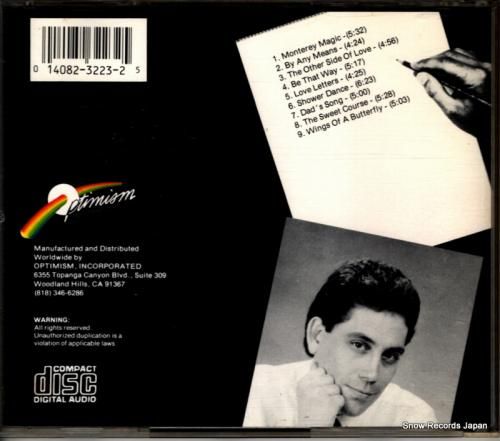 0 14082-3223-2 5
1. Monterey Magic - (5:32)
2. By Any Means - (4:24)
3. The Other Side Of Love - (4:56)
4. Be That Way - (5:17)
5. Love Letters - (4:25)
6. Shower Dance - (6:23)
7. Dad's Song - (5:00)
8. The Sweet Course - (5:28)
9. Wings Of A Butterfly - (5:03)
Optimism
Manufactured and Distributed
Worldwide by
OPTIMISM, INCORPORATED
6355 Topanga Canyon Blvd., Suite 309
Woodland Hills, CA 91367
(818) 346-6286
WARNING:
All rights reserved.
Unauthorized duplication is a
violation of applicable laws.
COMPACT
disc
DIGITAL AUDIO
Snow Records Japan